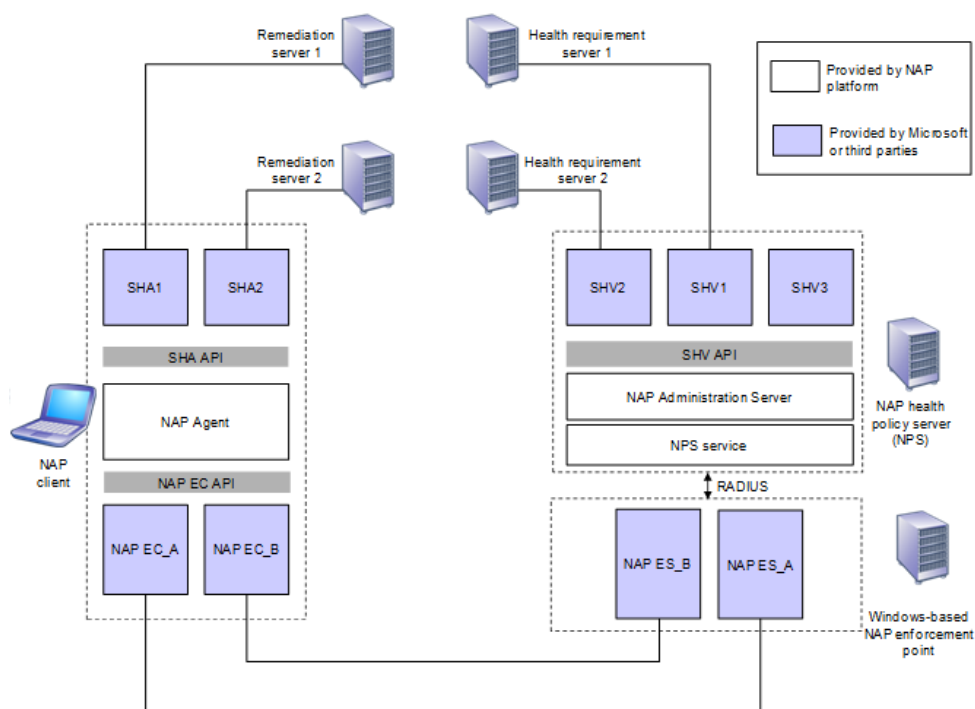 Remediation
server 1
Health requirement
server 1
Provided by NAP
platform
Provided by Microsoft
or third parties
Remediation
server 2
Health requirement
server 2
SHA1
SHA2
SHV2
SHV1
SHV3
SHA API
SHV API
NAP Agent
NAP Administration Server
NPS service
NAP health
policy server
(NPS)
NAP
client
NAP EC API
RADIUS
NAP EC_A
NAP EC_B
NAP ES_B
NAP ES_A
Windows-based
NAP enforcement
point